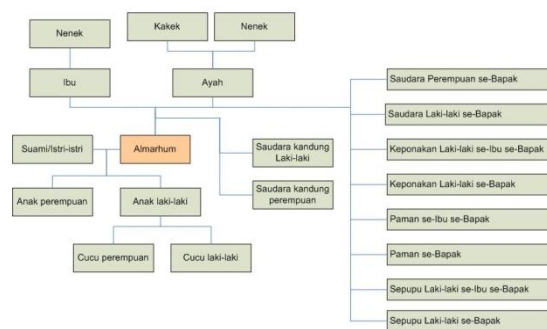 Nenek
Kakek
Nenek
Ibu
Ayah
Suami/Istri-istri
Almarhum
Saudara kandung
Laki-laki
Anak perempuan
Anak laki-laki
Saudara kandung
perempuan
Cucu perempuan
Cucu laki-laki
Saudara Perempuan se-Bapak
Saudara Laki-laki se-Bapak
Keponakan Laki-laki se-Ibu se-Bapak
Keponakan Laki-laki se-Bapak
Paman se-Ibu se-Bapak
Paman se-Bapak
Sepupu Laki-laki se-Ibu se-Bapak
Sepupu Laki-laki se-Bapak